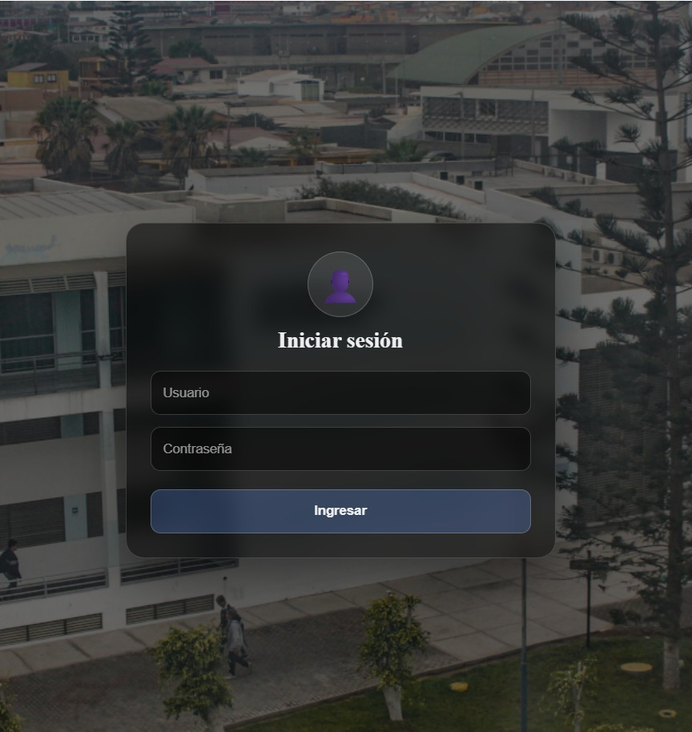 Iniciar sesión
Usuario
Contraseña
Ingresar